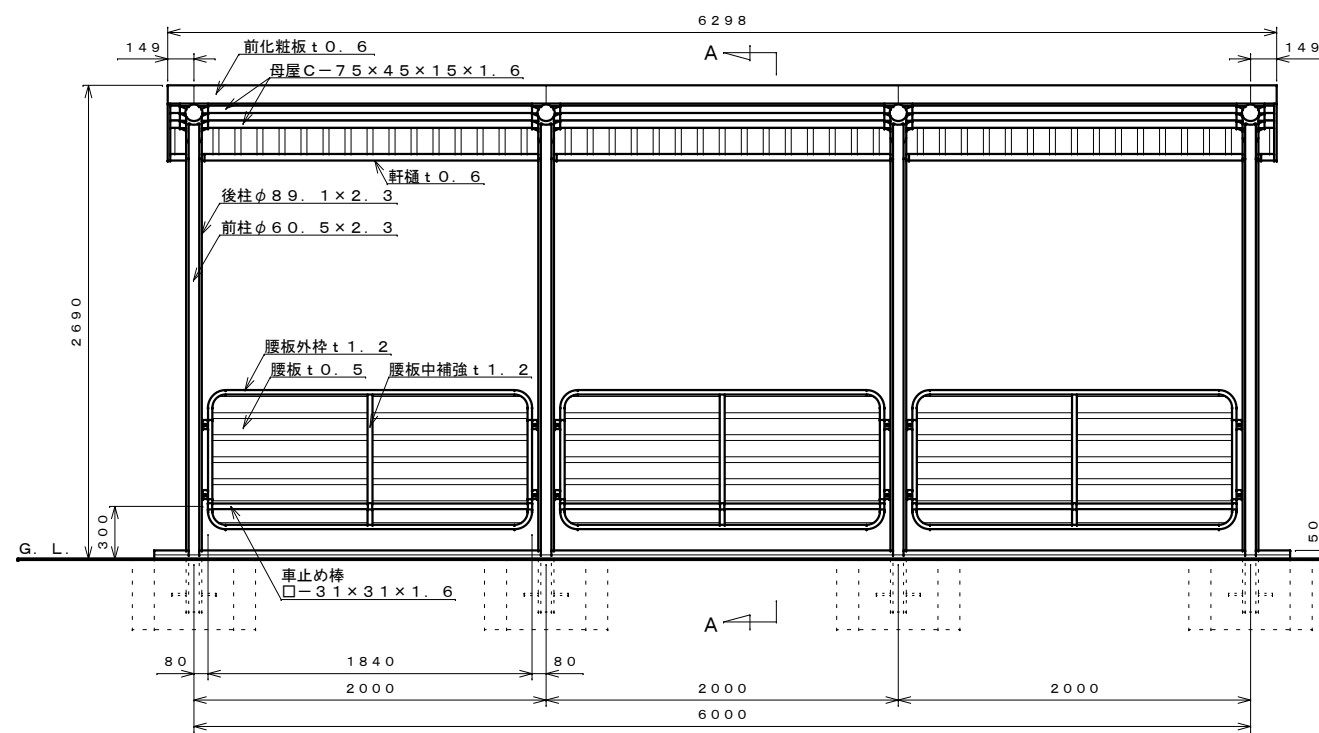 6298
149
前化粧板ｔ０．６
A
149
母屋Ｃ－７５×４５×１５×１．６
軒樋ｔ０．６
後柱φ８９．１×２．３
前柱φ６０．５×２．３
2690
腰板外枠ｔ１．２
腰板ｔ０．５
腰板中補強ｔ１．２
300
G. L.
50
車止め棒
□－３１×３１×１．６
A
80
1840
80
2000
2000
2000
6000